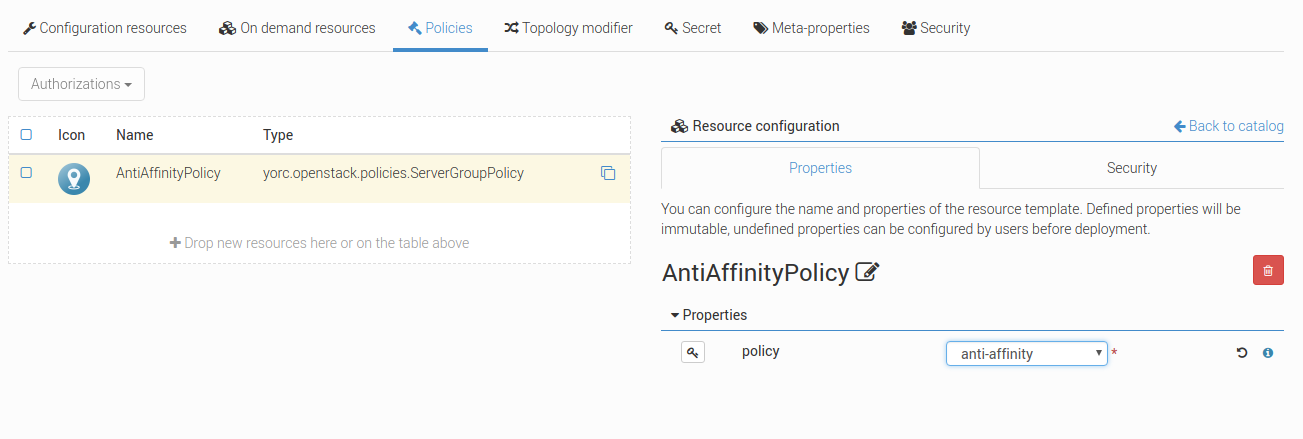 Configuration resources On demand resources Policies Topology modifier Secret Meta-properties Security
Authorizations
Icon Name Type
AntiAffinityPolicy yorc.openstack.policies.ServerGroupPolicy
Drop new resources here or on the table above
Resource configuration Back to catalog
Properties Security
You can configure the name and properties of the resource template. Defined properties will be
immutable, undefined properties can be configured by users before deployment.
AntiAffinityPolicy
Properties
policy anti-affinity *